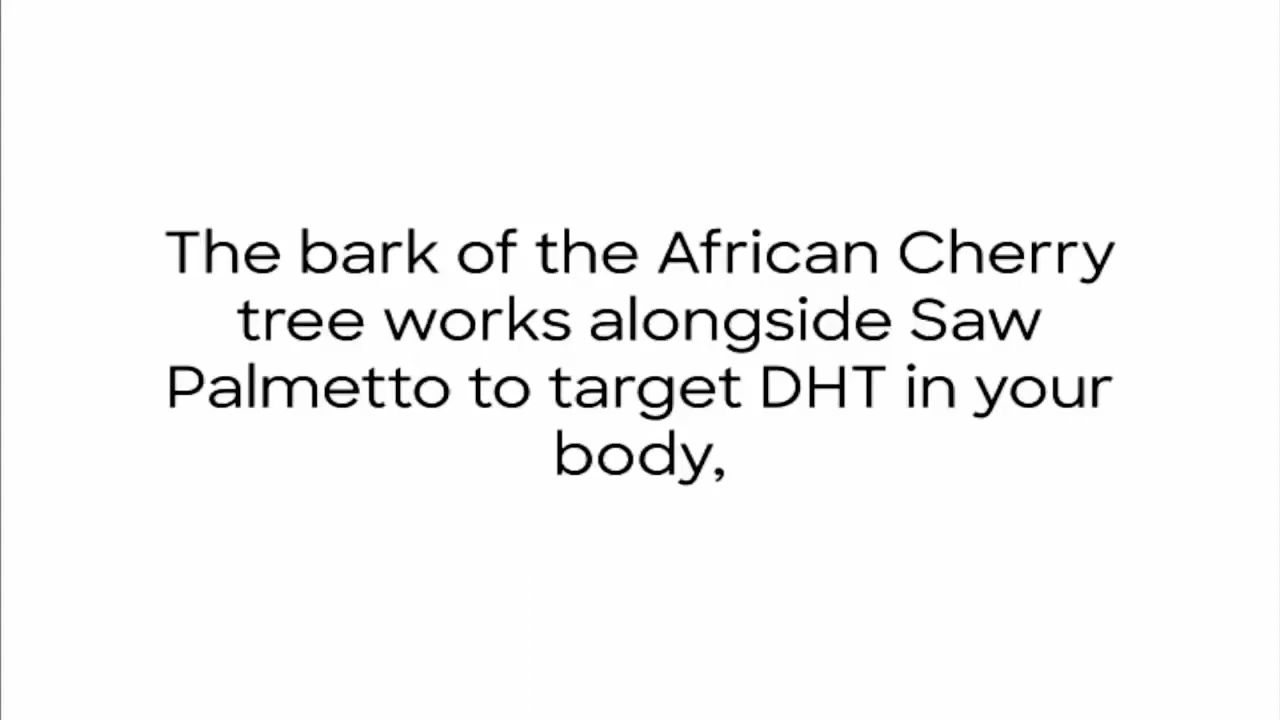 The bark of the African Cherry
tree works alongside Saw
Palmetto to target DHT in your
body,